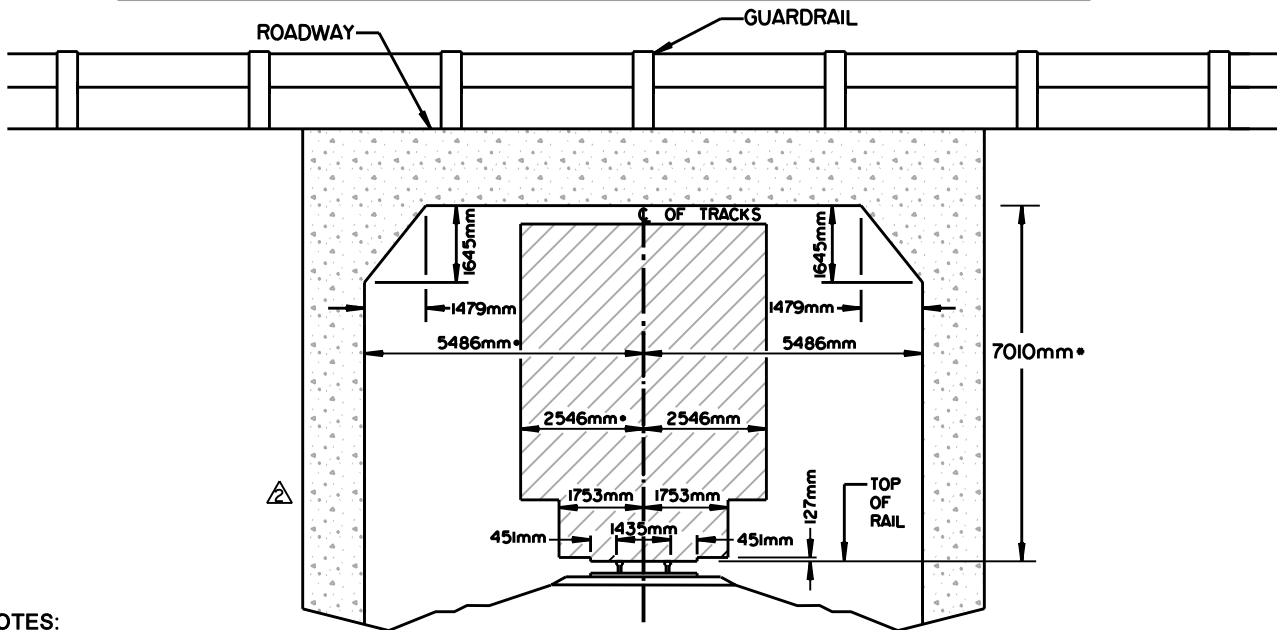 GUARDRAIL
ROADWAY
℄ OF TRACKS
1645mm
1645mm
1479mm
1479mm
5486mm*
5486mm
7010mm*
2546mm*
2546mm
2
1753mm
1753mm
127mm
TOP
OF
RAIL
451mm
1435mm
451mm
OTES: